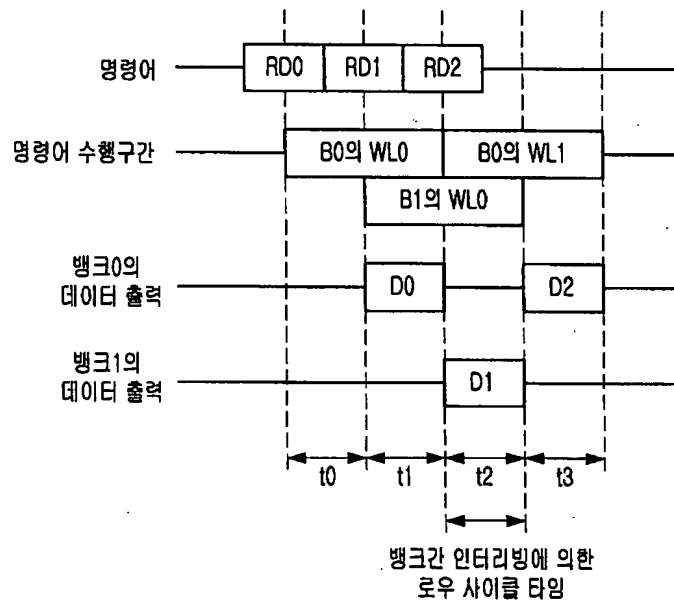 명령어
RD0
RD1
RD2
명령어 수행구간
B0의 WL0
B0의 WL1
B1의 WL0
뱅크0의
데이터 출력
D0
D2
뱅크1의
데이터 출력
D1
t0
t1
t2
t3
뱅크간 인터리빙에 의한
로우 사이클 타임